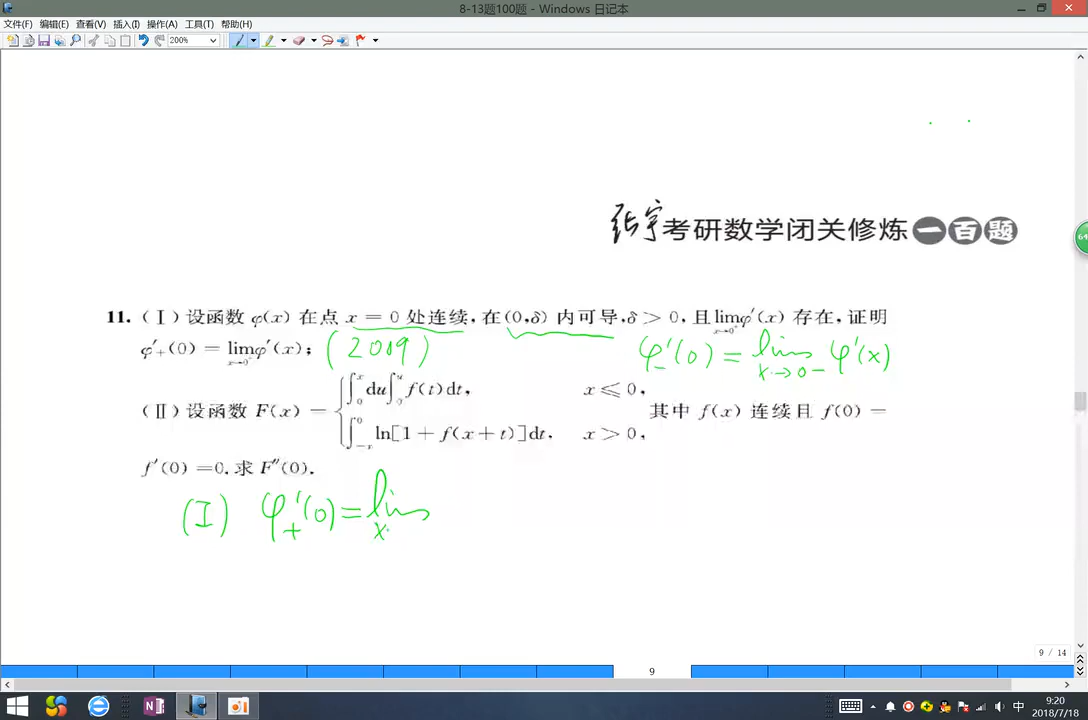 8-13题100题 - Windows 日记本
文件(F) 编辑(E) 查看(V) 插入(I) 操作(A) 工具(T) 帮助(H)
200%
张宇考研数学闭关修炼一百题
64
11. (Ⅰ) 设函数 φ(x) 在点 x = 0 处连续, 在 (0,δ) 内可导, δ > 0, 且 lim_{x→0⁺} φ′(x) 存在, 证明
φ′₊(0) = lim_{x→0⁺} φ′(x); (2009) φ′₋(0) = lim_{x→0−} φ′(x)
(Ⅱ) 设函数 F(x) = { ∫₀ˣ du∫₀ᵘ f(t)dt, x ⩽ 0,
∫₋ₓ⁰ ln[1 + f(x+t)]dt, x > 0, 其中 f(x) 连续且 f(0) =
f′(0) = 0, 求 F″(0).
(I) φ′₊(0) = lim x
9 / 14
9
中
9:20
2018/7/18